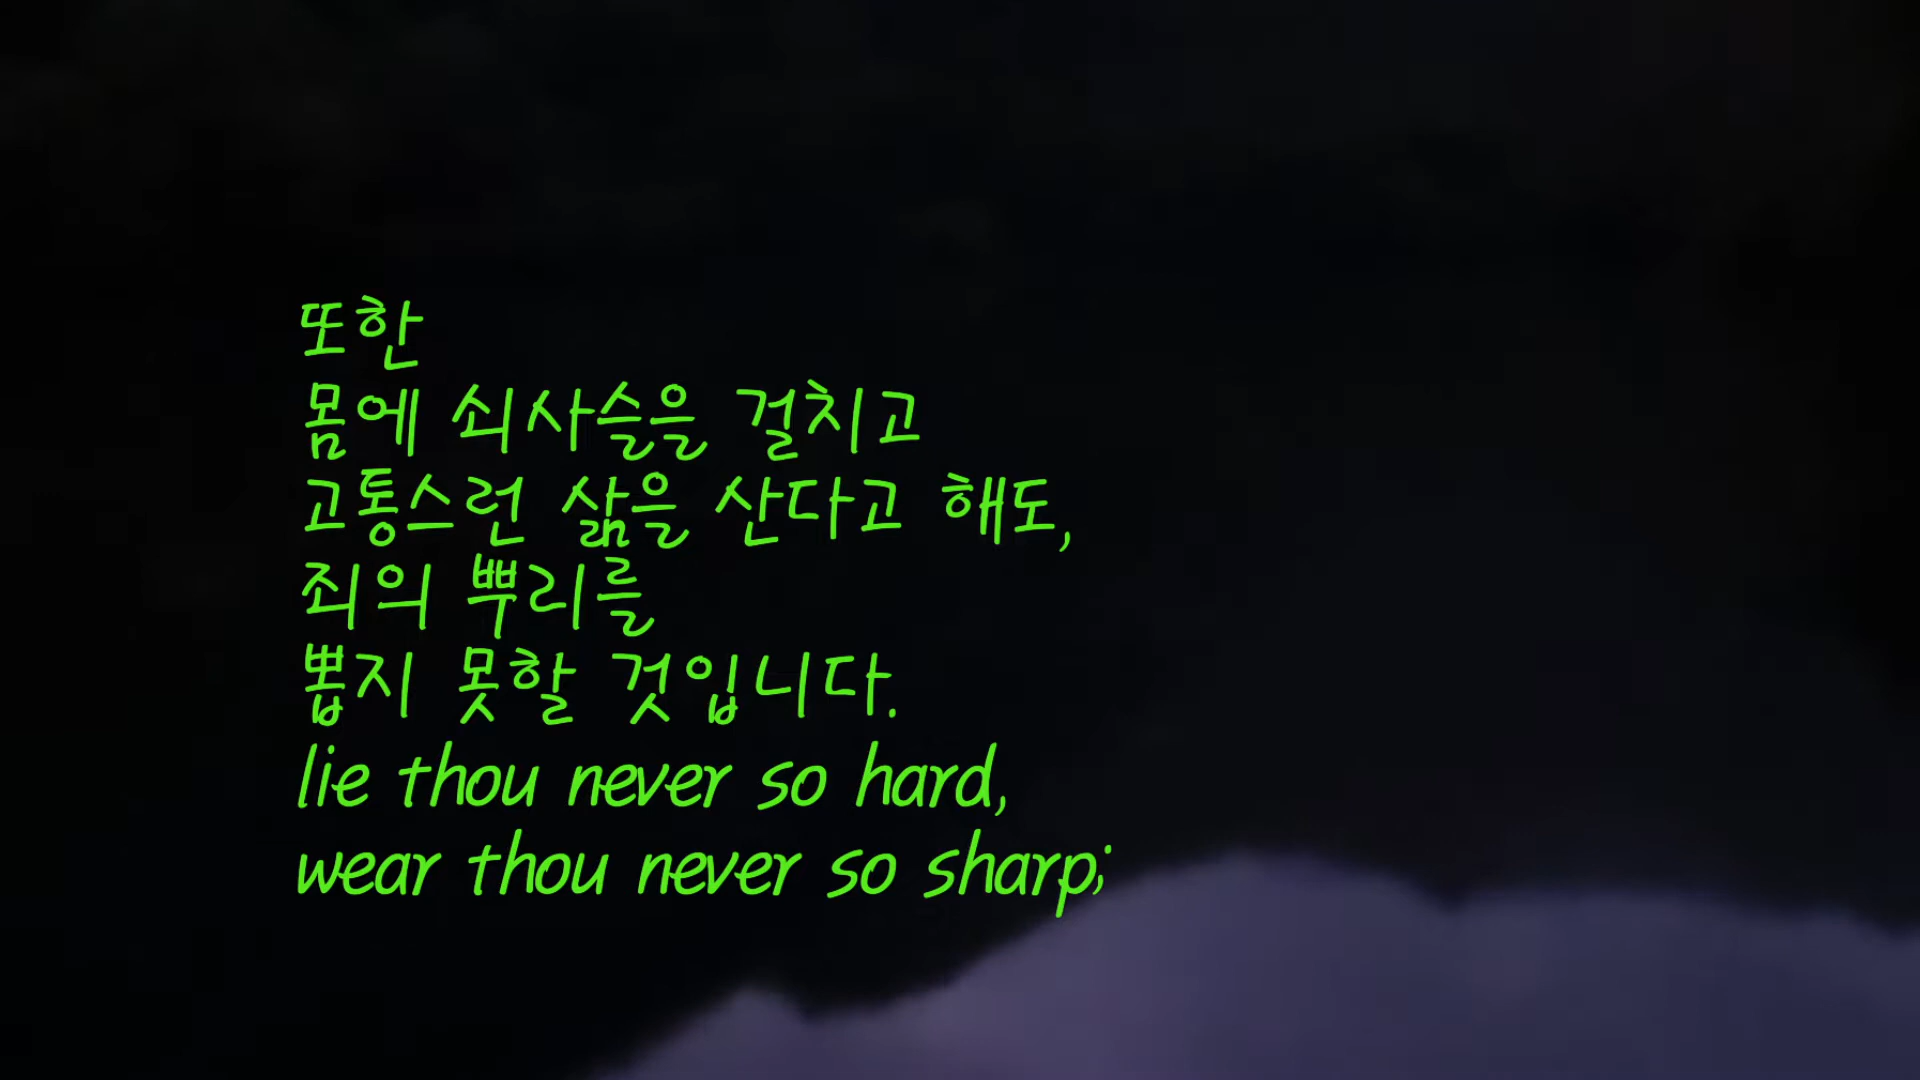 또한
몸에 쇠사슬을 걸치고
고통스런 삶을 산다고 해도,
죄의 뿌리를
뽑지 못할 것입니다.
lie thou never so hard,
wear thou never so sharp;